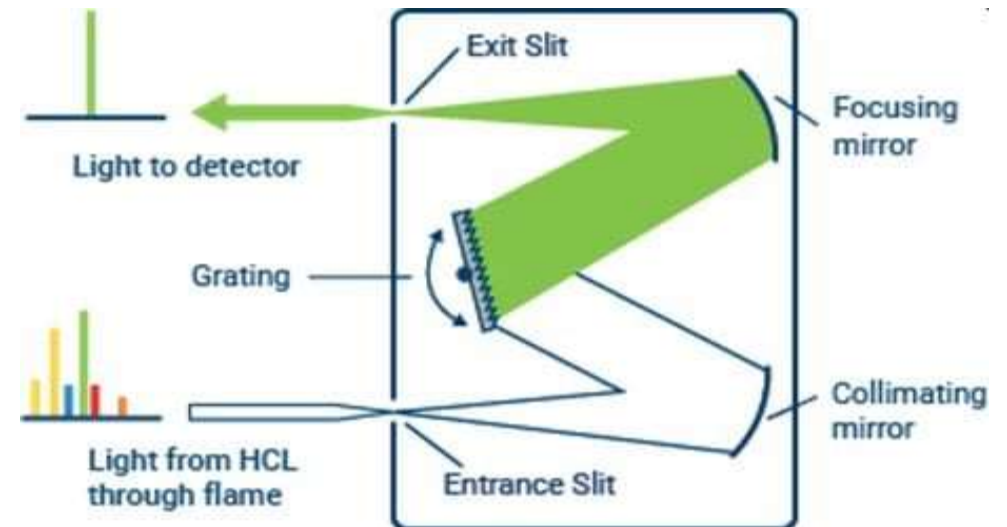 Exit Slit
Focusing
mirror
Light to detector
Grating
Collimating
mirror
Light from HCL
through flame
Entrance Slit